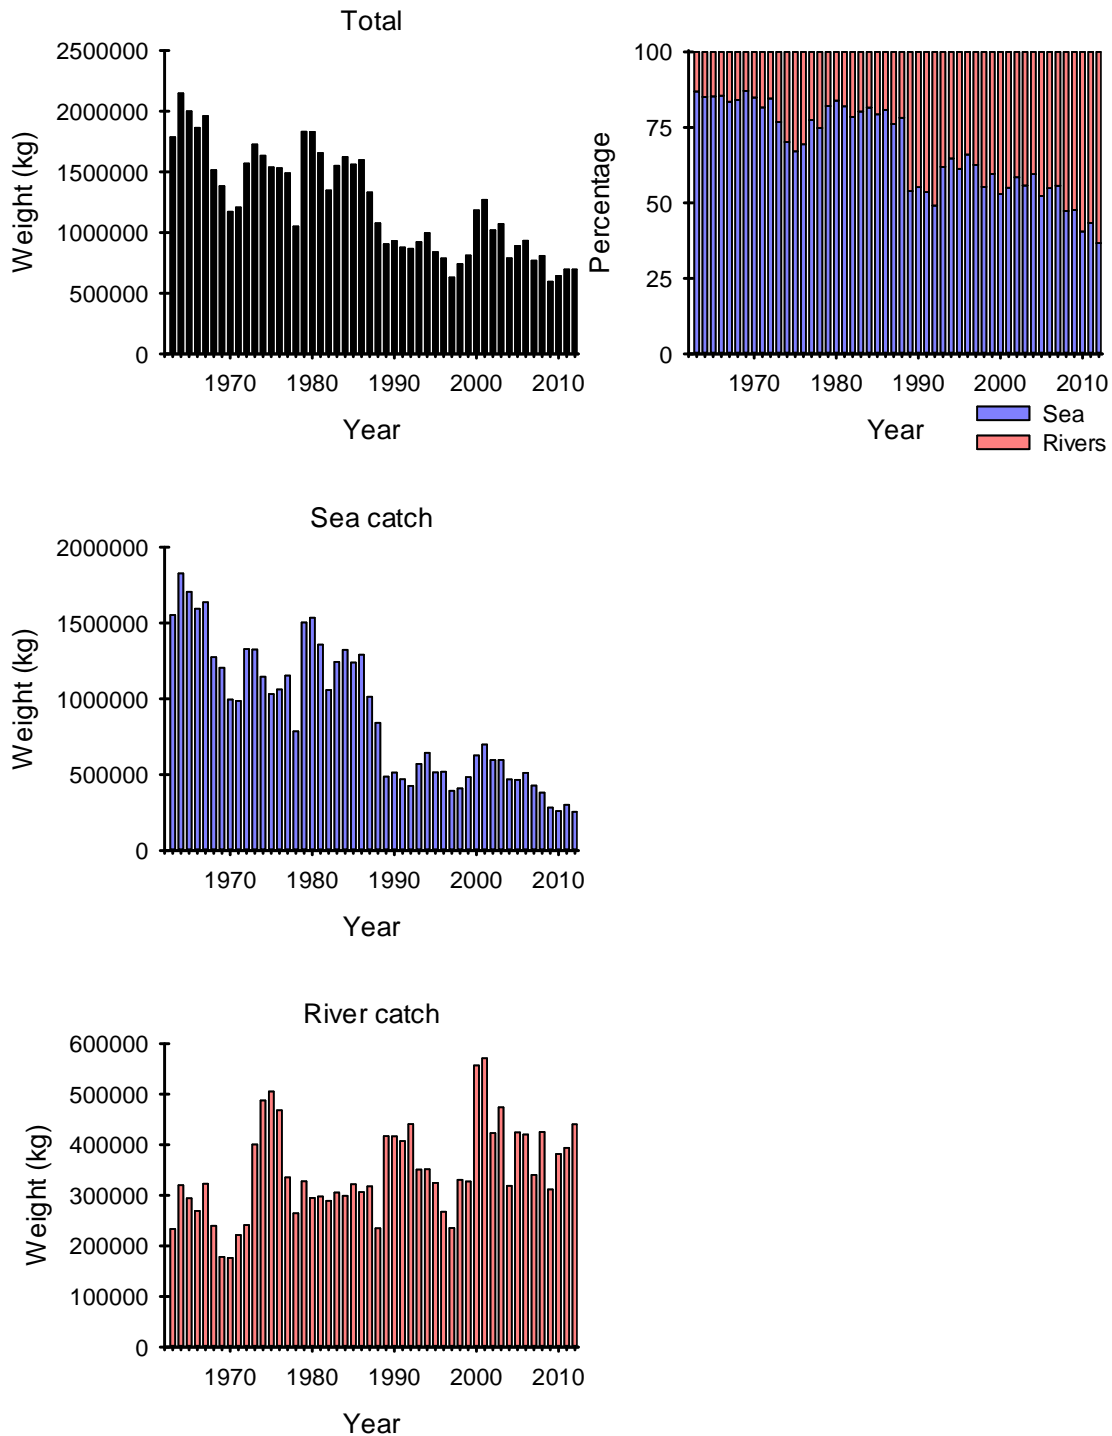 Total
2500000
2000000
1500000
1000000
500000
0
Weight (kg)
1970 1980 1990 2000 2010
Year
100
75
50
25
0
Percentage
1970 1980 1990 2000 2010
Year
Sea
Rivers
Sea catch
2000000
1500000
1000000
500000
0
Weight (kg)
1970 1980 1990 2000 2010
Year
River catch
600000
500000
400000
300000
200000
100000
0
Weight (kg)
1970 1980 1990 2000 2010
Year